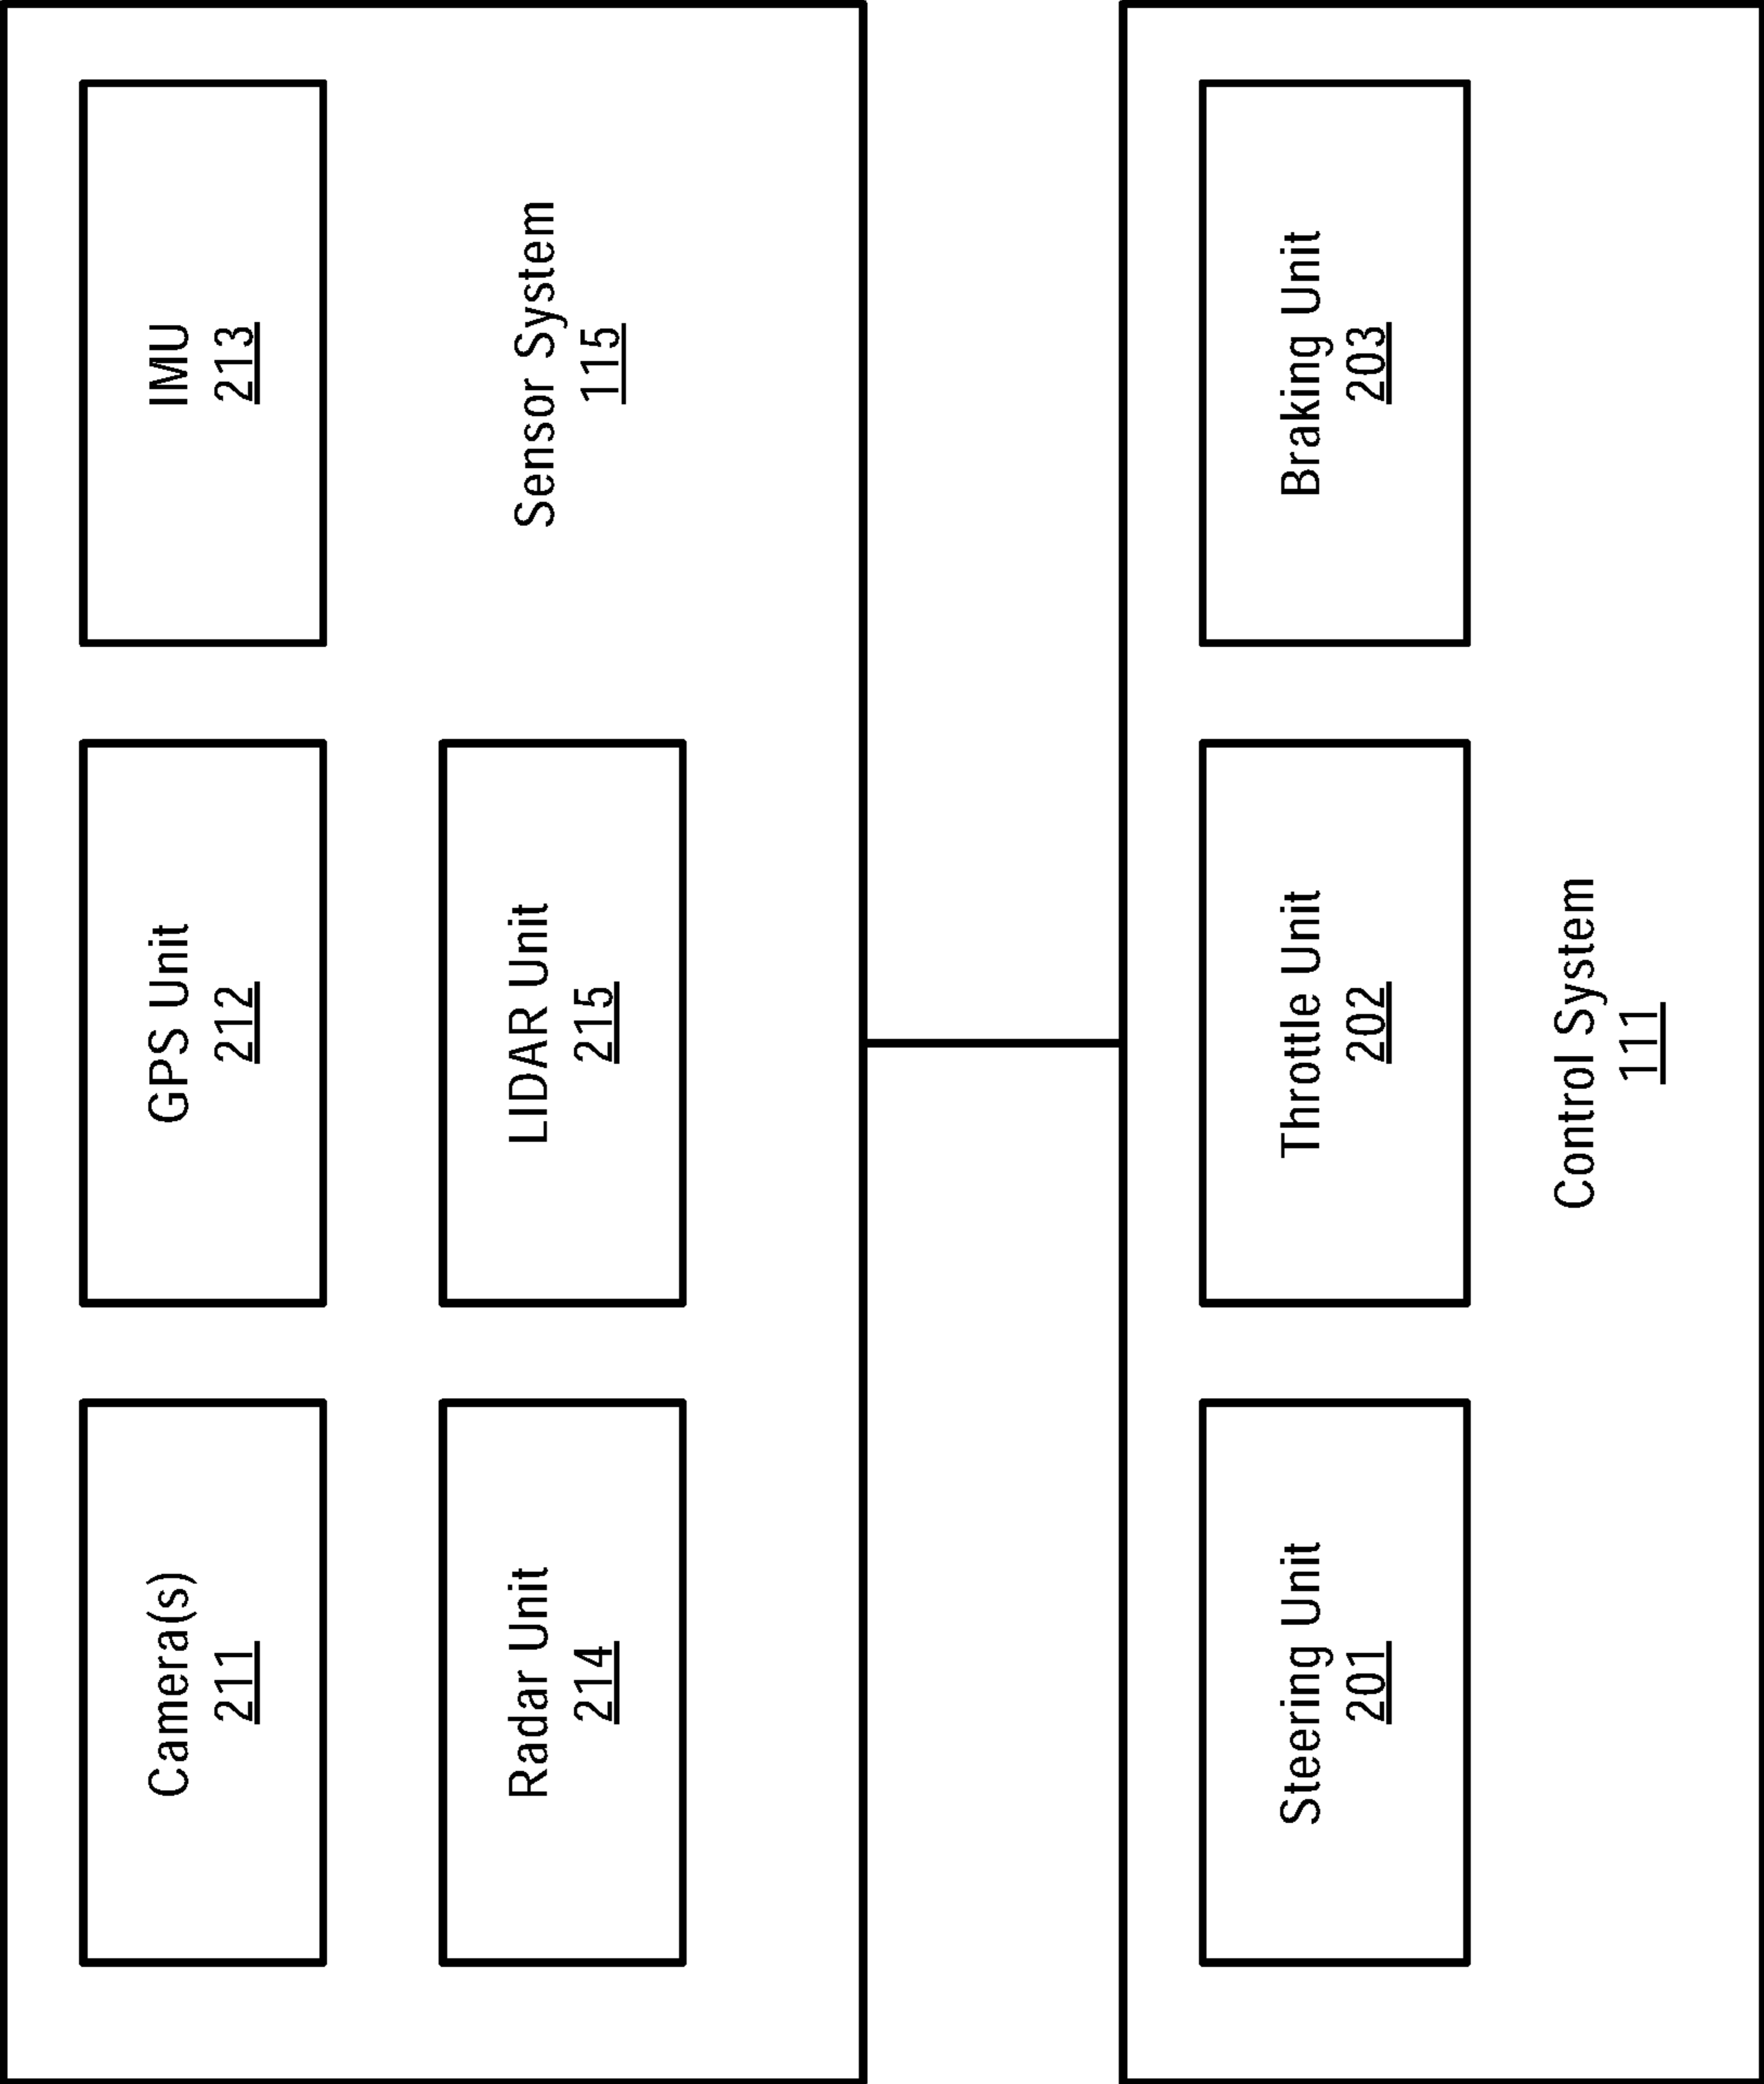 Camera(s)
211
GPS Unit
212
IMU
213
Radar Unit
214
LIDAR Unit
215
Sensor System
115
Steering Unit
201
Throttle Unit
202
Braking Unit
203
Control System
111